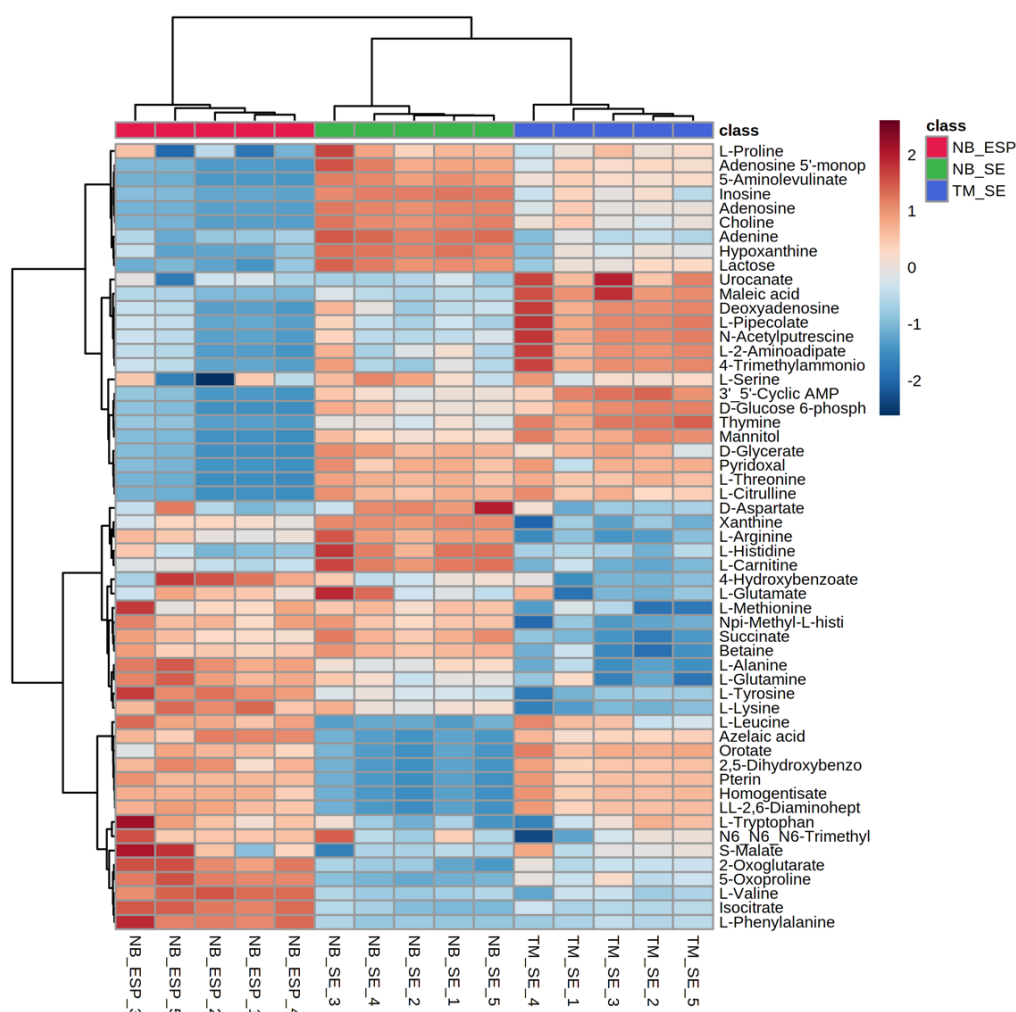 class
L-Proline
Adenosine 5'-monop
5-Aminolevulinate
Inosine
Adenosine
Choline
Adenine
Hypoxanthine
Lactose
Urocanate
Maleic acid
Deoxyadenosine
L-Pipecolate
N-Acetylputrescine
L-2-Aminoadipate
4-Trimethylammonio
L-Serine
3'_5'-Cyclic AMP
D-Glucose 6-phosph
Thymine
Mannitol
D-Glycerate
Pyridoxal
L-Threonine
L-Citrulline
D-Aspartate
Xanthine
L-Arginine
L-Histidine
L-Carnitine
4-Hydroxybenzoate
L-Glutamate
L-Methionine
Npi-Methyl-L-histi
Succinate
Betaine
L-Alanine
L-Glutamine
L-Tyrosine
L-Lysine
L-Leucine
Azelaic acid
Orotate
2,5-Dihydroxybenzo
Pterin
Homogentisate
LL-2,6-Diaminohept
L-Tryptophan
N6_N6_N6-Trimethyl
S-Malate
2-Oxoglutarate
5-Oxoproline
L-Valine
Isocitrate
L-Phenylalanine
2
1
0
-1
-2
class
NB_ESP
NB_SE
TM_SE
NB_ESP_3
NB_ESP_5
NB_ESP_2
NB_ESP_1
NB_ESP_4
NB_SE_3
NB_SE_4
NB_SE_2
NB_SE_1
NB_SE_5
TM_SE_4
TM_SE_1
TM_SE_3
TM_SE_2
TM_SE_5